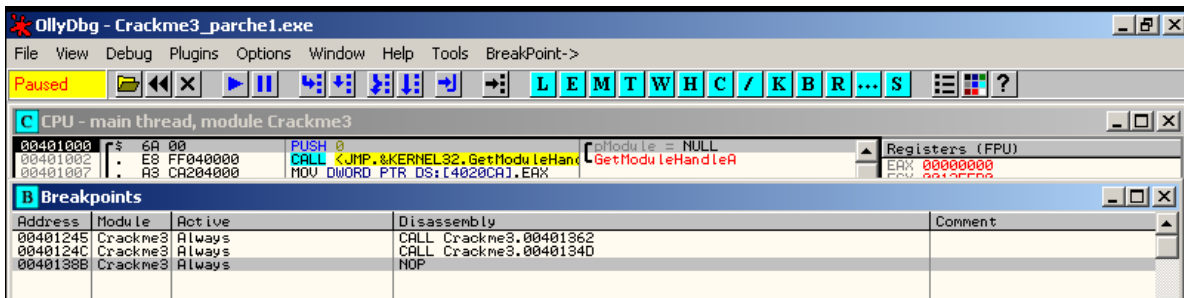 OllyDbg - Crackme3_parche1.exe
File View Debug Plugins Options Window Help Tools BreakPoint->
Paused L E M T W H C / K B R ... S ?
C CPU - main thread, module Crackme3
00401000 $ 6A 00 PUSH 0 pModule = NULL Registers (FPU)
00401002 . E8 FF040000 CALL <JMP.&KERNEL32.GetModuleHand GetModuleHandleA EAX 00000000
00401007 . A3 CA204000 MOV DWORD PTR DS:[4020CA],EAX
B Breakpoints
Address Module Active Disassembly Comment
00401245 Crackme3 Always CALL Crackme3.00401362
0040124C Crackme3 Always CALL Crackme3.0040134D
0040138B Crackme3 Always NOP